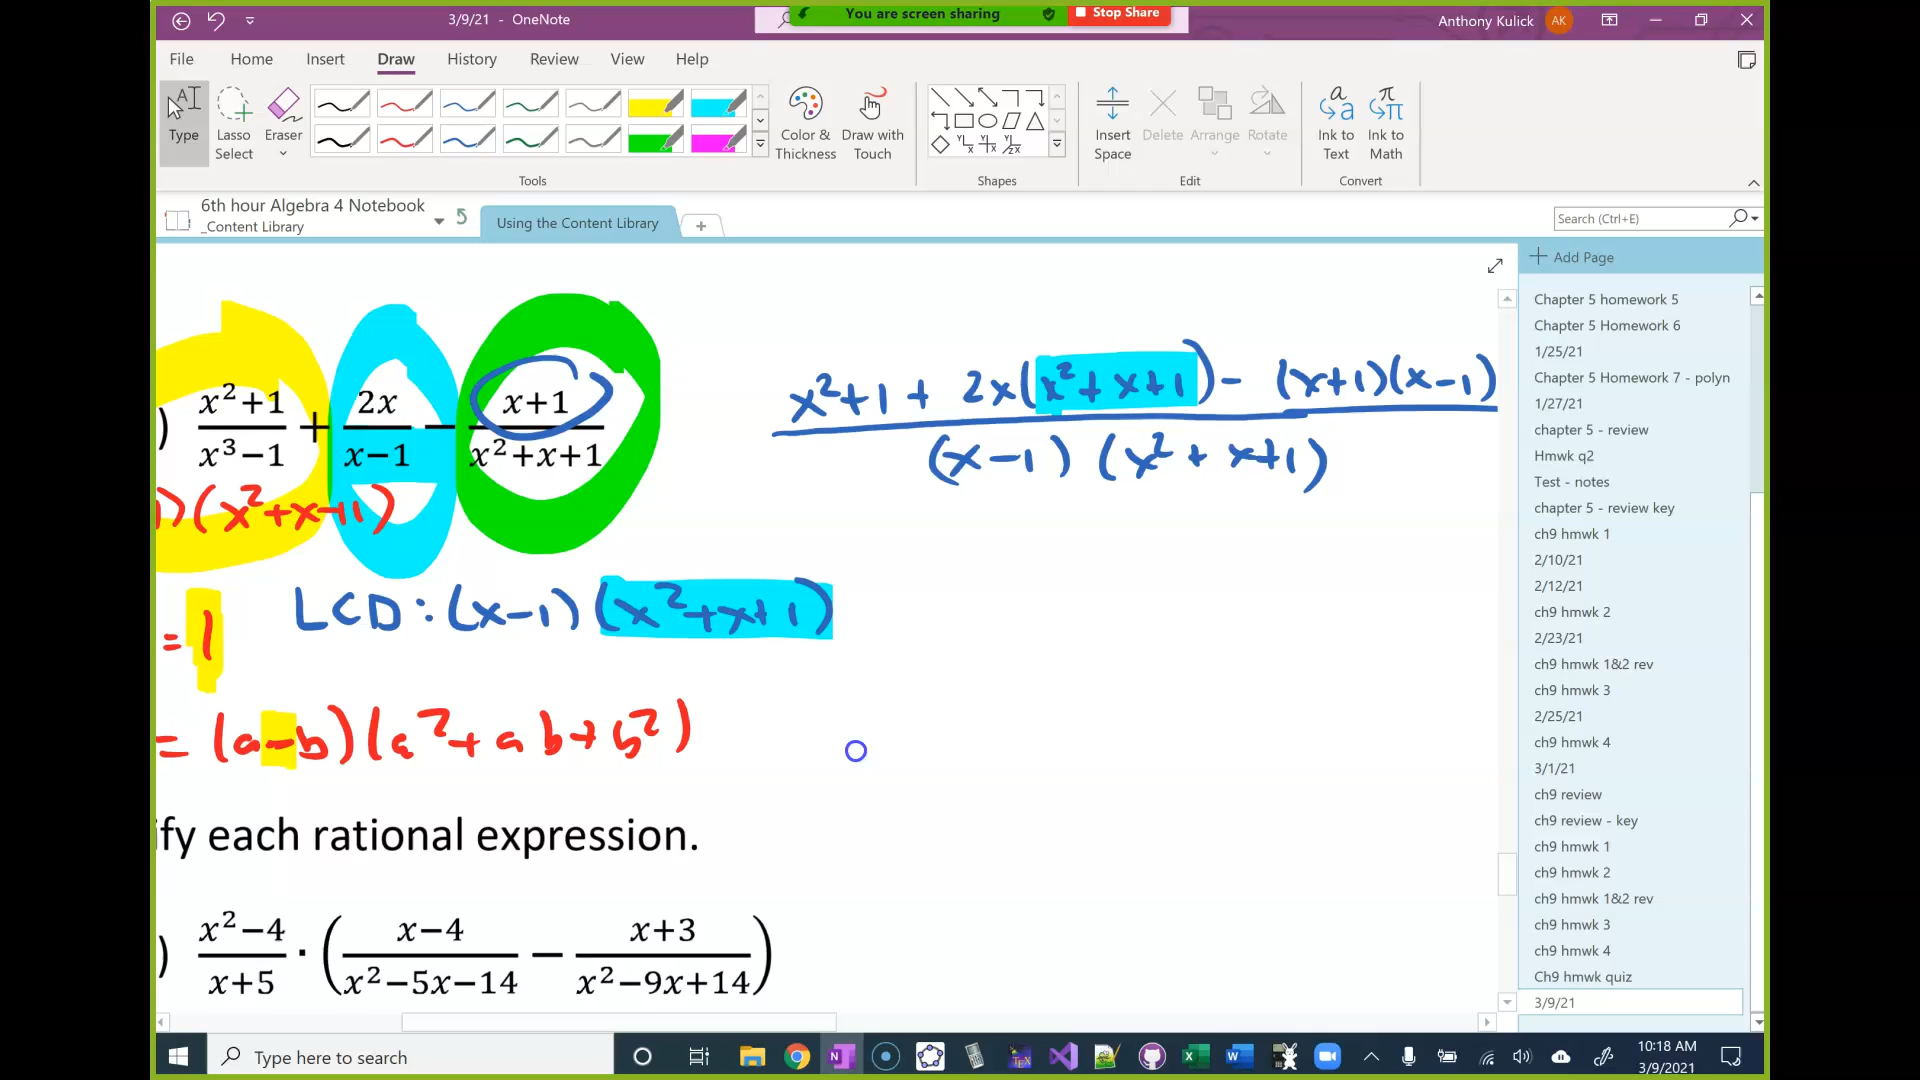 3/9/21 - OneNote
You are screen sharing
Stop Share
Anthony Kulick
AK
File Home Insert Draw History Review View Help
Type
Lasso Select
Eraser
Color & Thickness
Draw with Touch
Insert Space
Delete
Arrange
Rotate
Ink to Text
Ink to Math
Tools
Shapes
Edit
Convert
6th hour Algebra 4 Notebook
_Content Library
Using the Content Library
Search (Ctrl+E)
Add Page
Chapter 5 homework 5
Chapter 5 Homework 6
1/25/21
Chapter 5 Homework 7 - polyn
1/27/21
chapter 5 - review
Hmwk q2
Test - notes
chapter 5 - review key
ch9 hmwk 1
2/10/21
2/12/21
ch9 hmwk 2
2/23/21
ch9 hmwk 1&2 rev
ch9 hmwk 3
2/25/21
ch9 hmwk 4
3/1/21
ch9 review
ch9 review - key
ch9 hmwk 1
ch9 hmwk 2
ch9 hmwk 1&2 rev
ch9 hmwk 3
ch9 hmwk 4
Ch9 hmwk quiz
3/9/21
) (x²+1)/(x³−1) + 2x/(x−1) − (x+1)/(x²+x+1)
x²+1 + 2x(x²+x+1) − (x+1)(x−1)
(x−1) (x²+x+1)
1)(x²+x+1)
LCD: (x−1)(x²+x+1)
= 1
= (a−b)(a²+ab+b²)
ify each rational expression.
) (x²−4)/(x+5) · ((x−4)/(x²−5x−14) − (x+3)/(x²−9x+14))
Type here to search
10:18 AM
3/9/2021